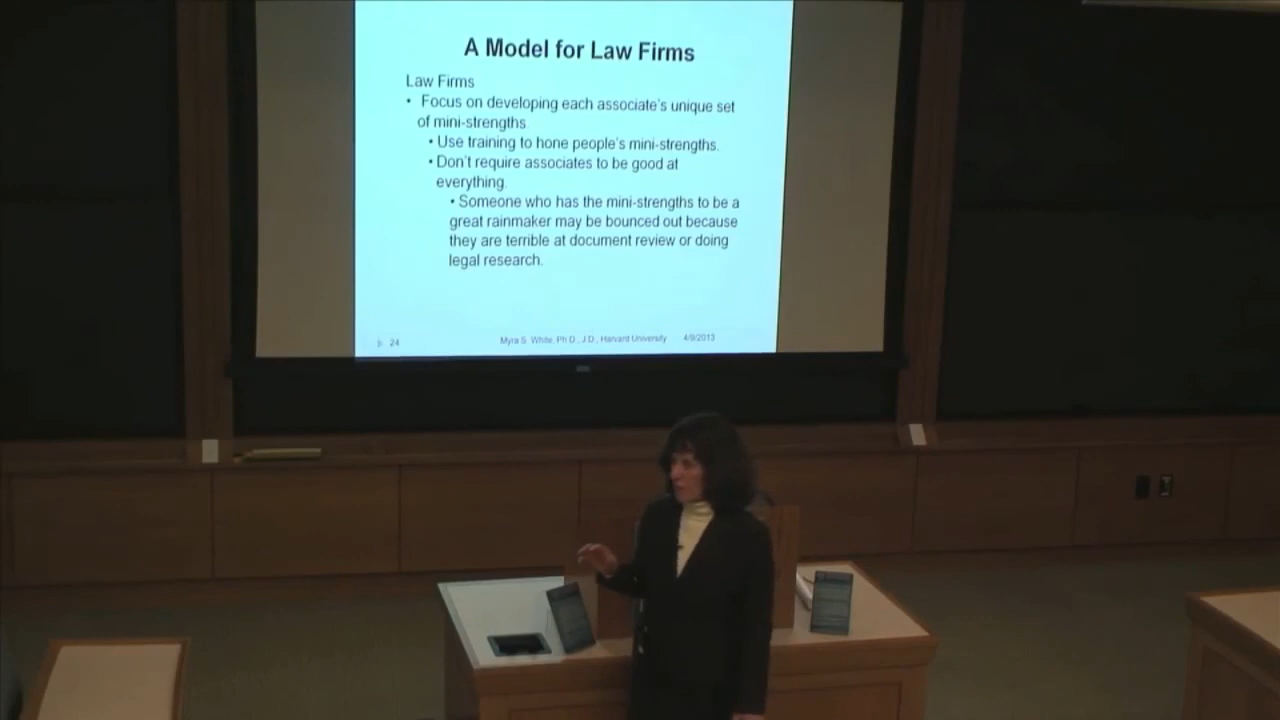 A Model for Law Firms
Law Firms
• Focus on developing each associate's unique set
of mini-strengths.
• Use training to hone people's mini-strengths.
• Don't require associates to be good at
everything.
• Someone who has the mini-strengths to be a
great rainmaker may be bounced out because
they are terrible at document review or doing
legal research.
24
Myra S. White, Ph.D., J.D., Harvard University
4/9/2013